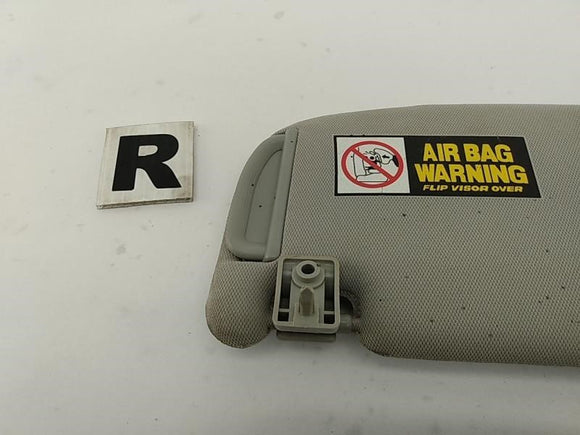 R
AIR BAG
WARNING
FLIP VISOR OVER